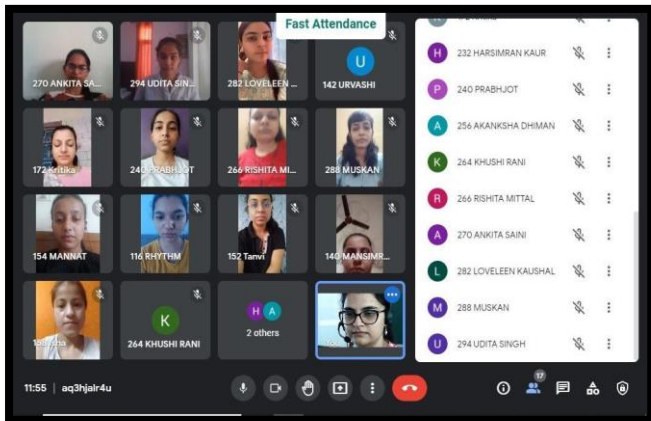 Fast Attendance
270 ANKITA SA...
294 UDITA SIN...
282 LOVELEEN ...
U
142 URVASHI
172 Kritika
240 PRABHJOT
266 RISHITA MI...
288 MUSKAN
154 MANNAT
116 RHYTHM
152 Tanvi
140 MANSIMR...
K
264 KHUSHI RANI
H A
2 others
You
H 232 HARSIMRAN KAUR
P 240 PRABHJOT
A 256 AKANKSHA DHIMAN
K 264 KHUSHI RANI
R 266 RISHITA MITTAL
A 270 ANKITA SAINI
L 282 LOVELEEN KAUSHAL
M 288 MUSKAN
U 294 UDITA SINGH
11:55 | aq3hjalr4u
17